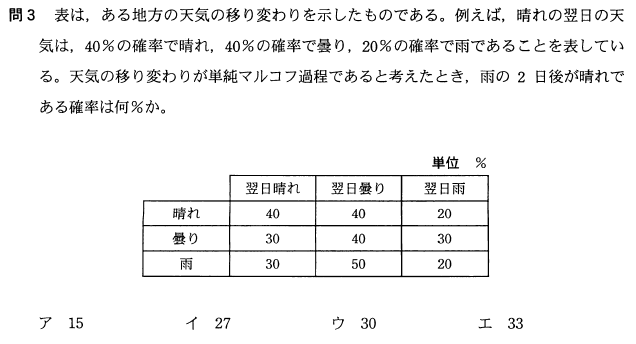 問3 表は，ある地方の天気の移り変わりを示したものである。例えば，晴れの翌日の天
気は，40％の確率で晴れ，40％の確率で曇り，20％の確率で雨であることを表してい
る。天気の移り変わりが単純マルコフ過程であると考えたとき，雨の 2 日後が晴れで
ある確率は何％か。
単位 ％
翌日晴れ 翌日曇り 翌日雨
晴れ 40 40 20
曇り 30 40 30
雨 30 50 20
ア 15 イ 27 ウ 30 エ 33